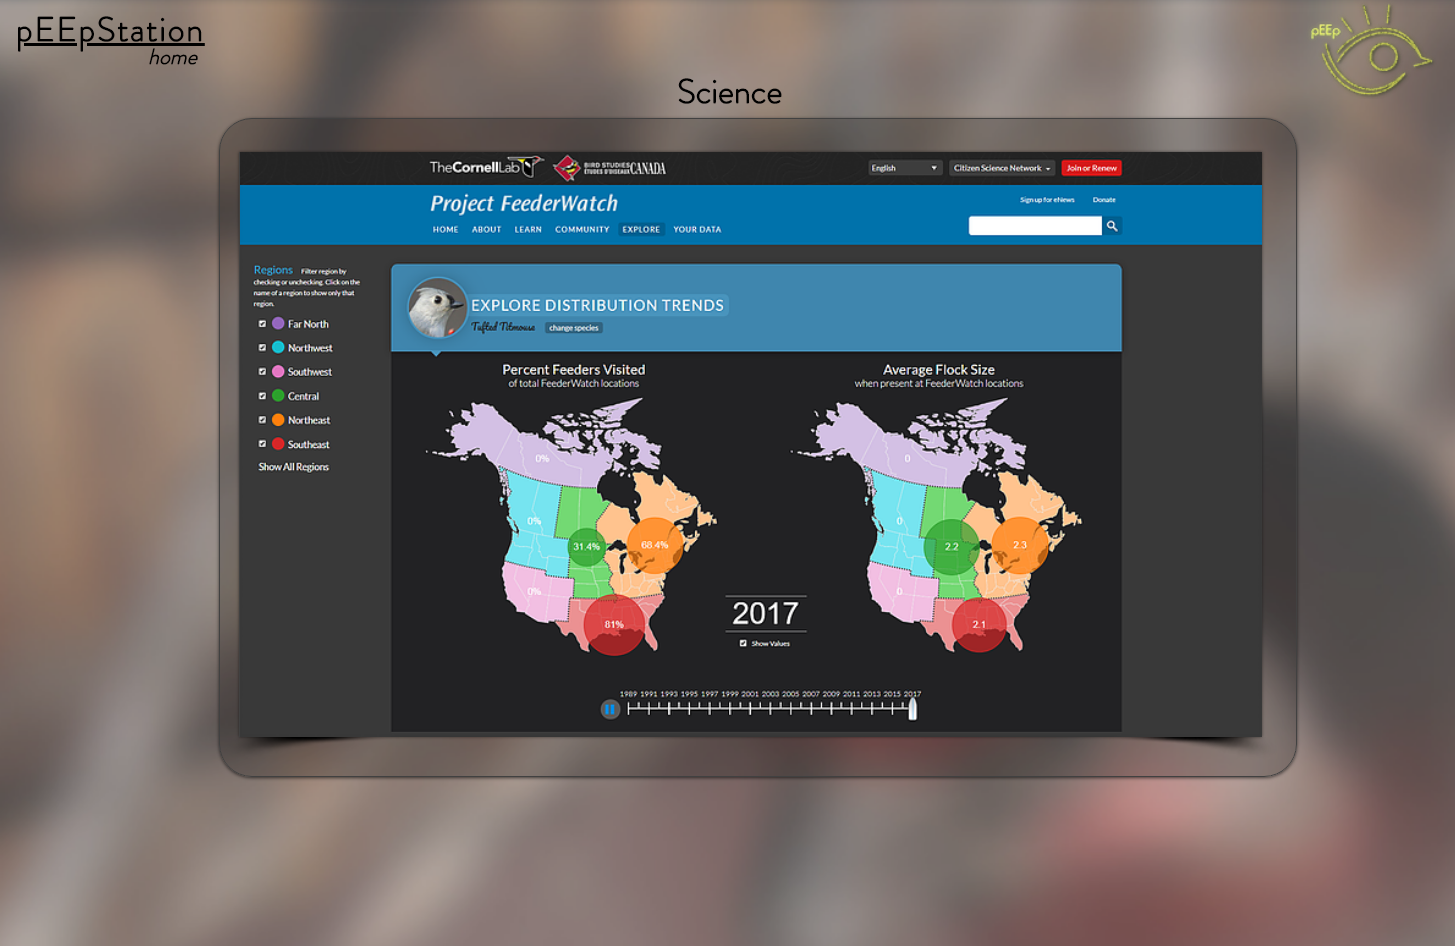 pEEpStation
home
pEEp
Science
TheCornellLab
BIRD STUDIES
ÉTUDES D'OISEAUX CANADA
English
Citizen Science Network
Join or Renew
Project FeederWatch
Sign up for eNews
Donate
HOME
ABOUT
LEARN
COMMUNITY
EXPLORE
YOUR DATA
Regions Filter region by
checking or unchecking. Click on the
name of a region to show only that
region.
Far North
Northwest
Southwest
Central
Northeast
Southeast
Show All Regions
EXPLORE DISTRIBUTION TRENDS
Tufted Titmouse
change species
Percent Feeders Visited
of total FeederWatch locations
0%
0%
31.4%
68.4%
0%
81%
Average Flock Size
when present at FeederWatch locations
0
0
2.2
2.3
0
2.1
2017
Show Values
1989 1991 1993 1995 1997 1999 2001 2003 2005 2007 2009 2011 2013 2015 2017